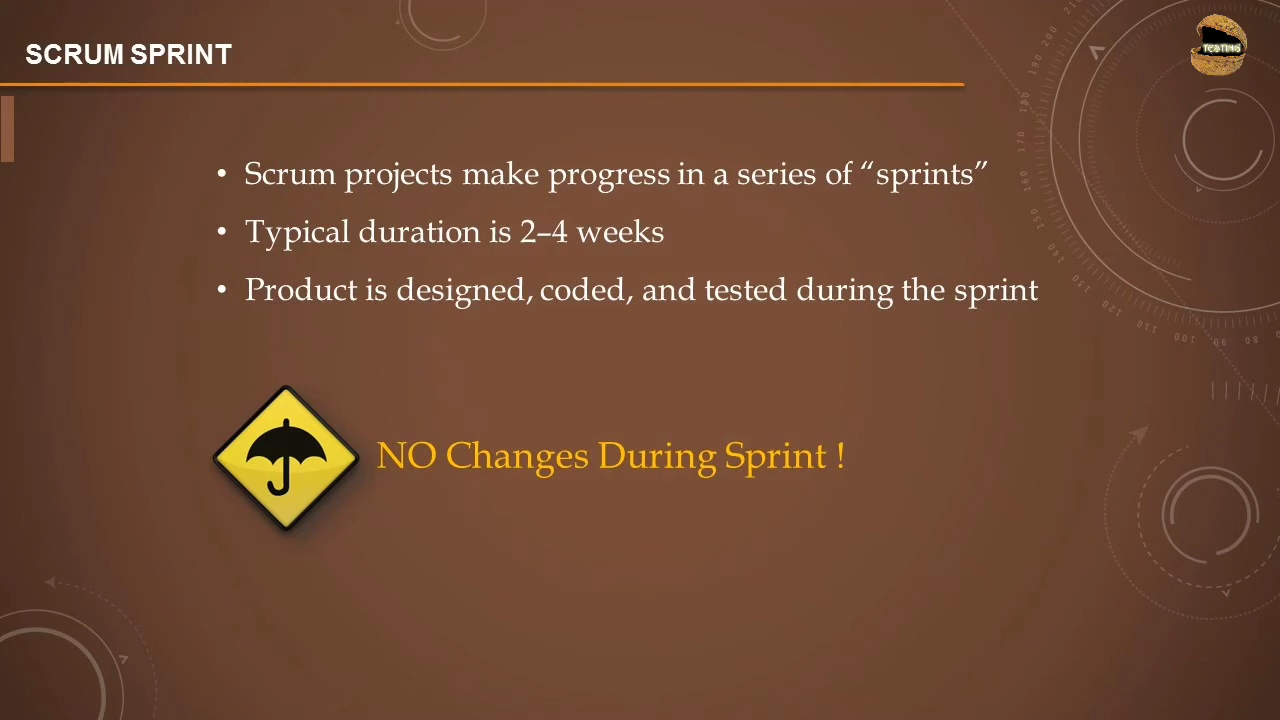 SCRUM SPRINT
TESTING
• Scrum projects make progress in a series of “sprints”
• Typical duration is 2–4 weeks
• Product is designed, coded, and tested during the sprint
NO Changes During Sprint !